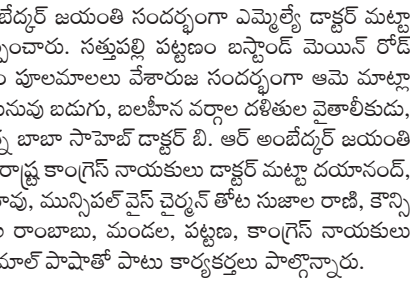 బేద్కర్ జయంతి సందర్భంగా ఎమ్మెల్యే డాక్టర్ మట్టా
్పించారు. సత్తుపల్లి పట్టణం బస్టాండ్ మెయిన్ రోడ్
పూలమాలలు వేశారుజ సందర్భంగా ఆమె మాట్లా
ునువు బడుగు, బలహీన వర్గాల దళితుల వైతాళికుడు,
్న బాబా సాహెబ్ డాక్టర్ బి. ఆర్ అంబేద్కర్ జయంతి
రాష్ట్ర కాంగ్రెస్ నాయకులు డాక్టర్ మట్టా దయానంద్,
ావు, మున్సిపల్ వైస్ చైర్మన్ తోట సుజాల రాణి, కౌన్సి
రాంబాబు, మండల, పట్టణ, కాంగ్రెస్ నాయకులు
మాల్ పాషాతో పాటు కార్యకర్తలు పాల్గొన్నారు.